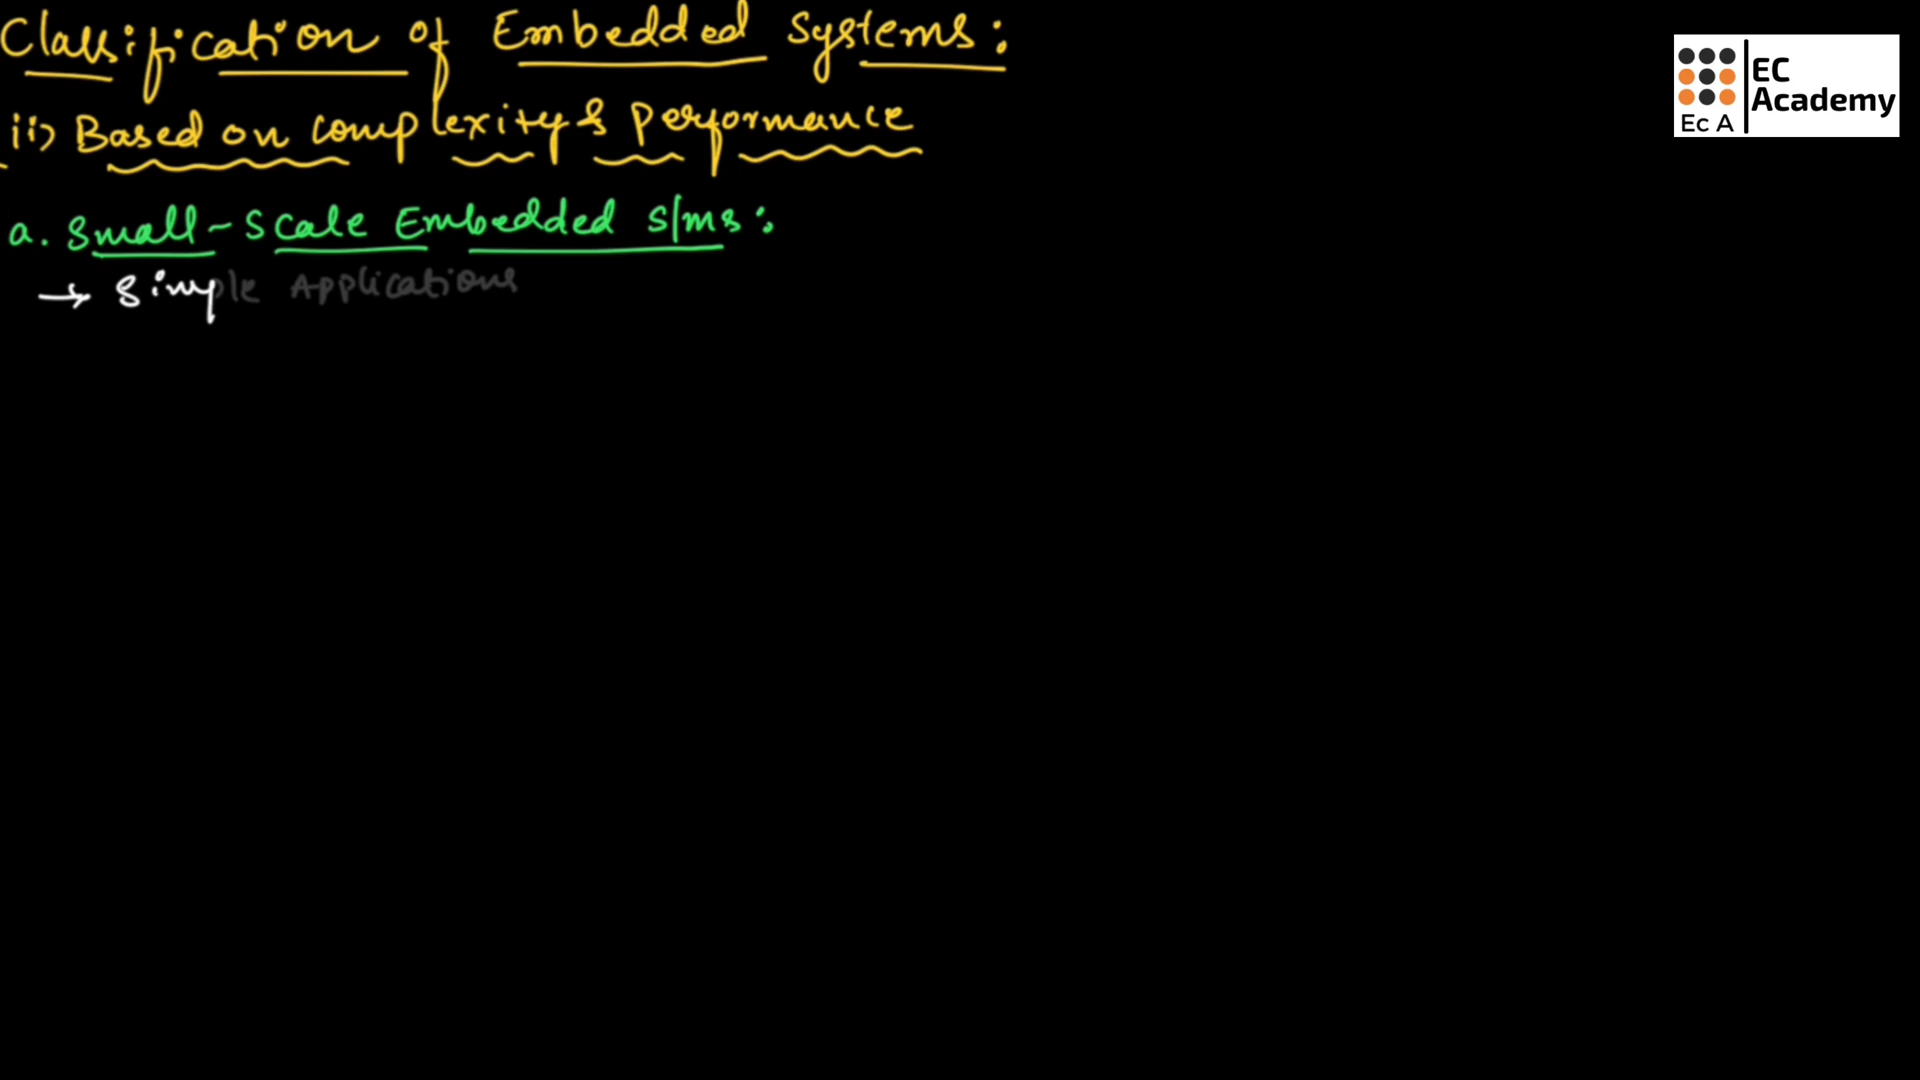 Classification of Embedded Systems:
ii) Based on complexity & Performance
a. Small-Scale Embedded S/ms:
→ Simple Applications
EC
Academy
Ec A